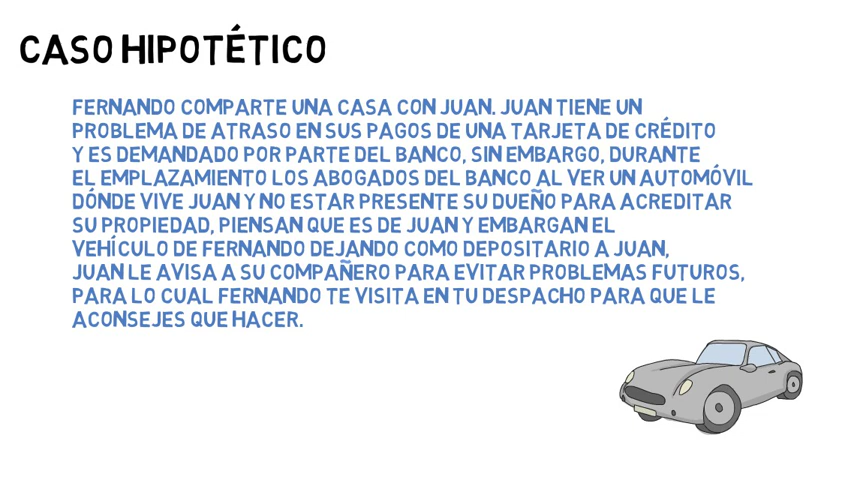 CASO HIPOTÉTICO
FERNANDO COMPARTE UNA CASA CON JUAN. JUAN TIENE UN
PROBLEMA DE ATRASO EN SUS PAGOS DE UNA TARJETA DE CRÉDITO
Y ES DEMANDADO POR PARTE DEL BANCO, SIN EMBARGO, DURANTE
EL EMPLAZAMIENTO LOS ABOGADOS DEL BANCO AL VER UN AUTOMÓVIL
DÓNDE VIVE JUAN Y NO ESTAR PRESENTE SU DUEÑO PARA ACREDITAR
SU PROPIEDAD, PIENSAN QUE ES DE JUAN Y EMBARGAN EL
VEHÍCULO DE FERNANDO DEJANDO COMO DEPOSITARIO A JUAN,
JUAN LE AVISA A SU COMPAÑERO PARA EVITAR PROBLEMAS FUTUROS,
PARA LO CUAL FERNANDO TE VISITA EN TU DESPACHO PARA QUE LE
ACONSEJES QUE HACER.